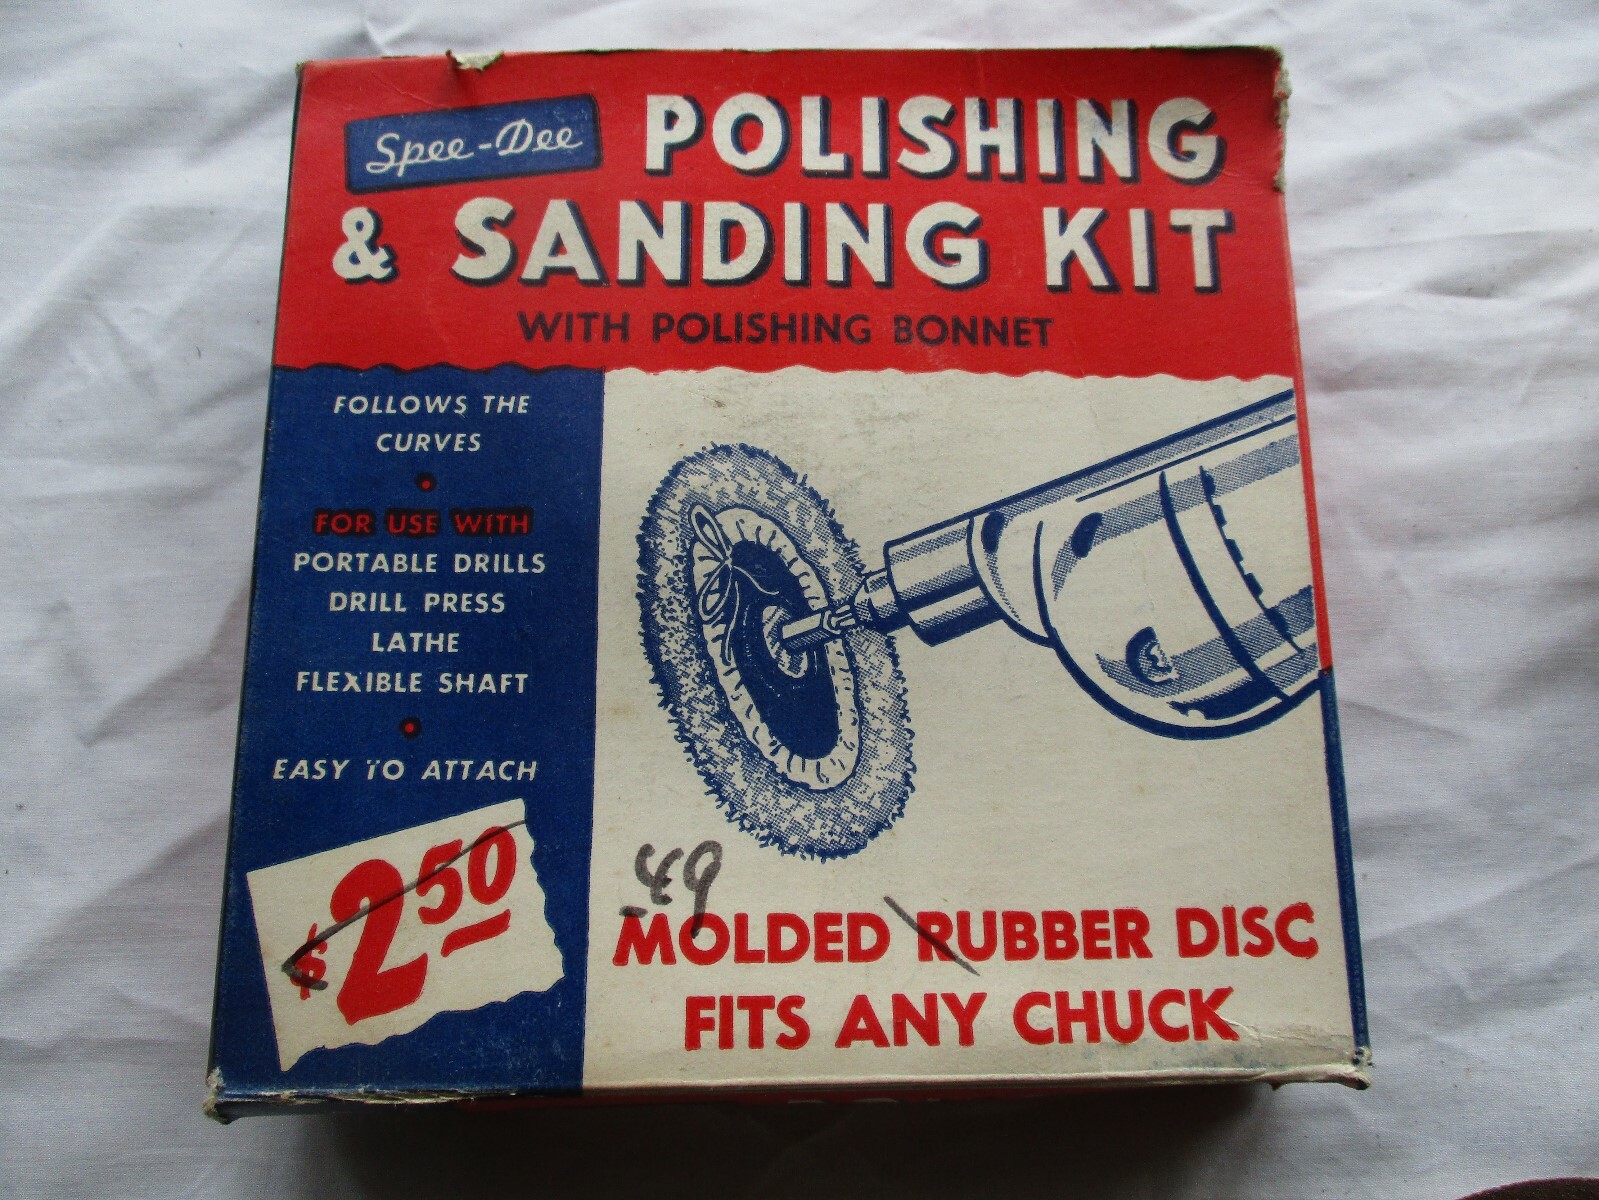 Spee-Dee POLISHING
& SANDING KIT
WITH POLISHING BONNET
FOLLOWS THE
CURVES
FOR USE WITH
PORTABLE DRILLS
DRILL PRESS
LATHE
FLEXIBLE SHAFT
EASY TO ATTACH
$2.50
.49
MOLDED RUBBER DISC
FITS ANY CHUCK